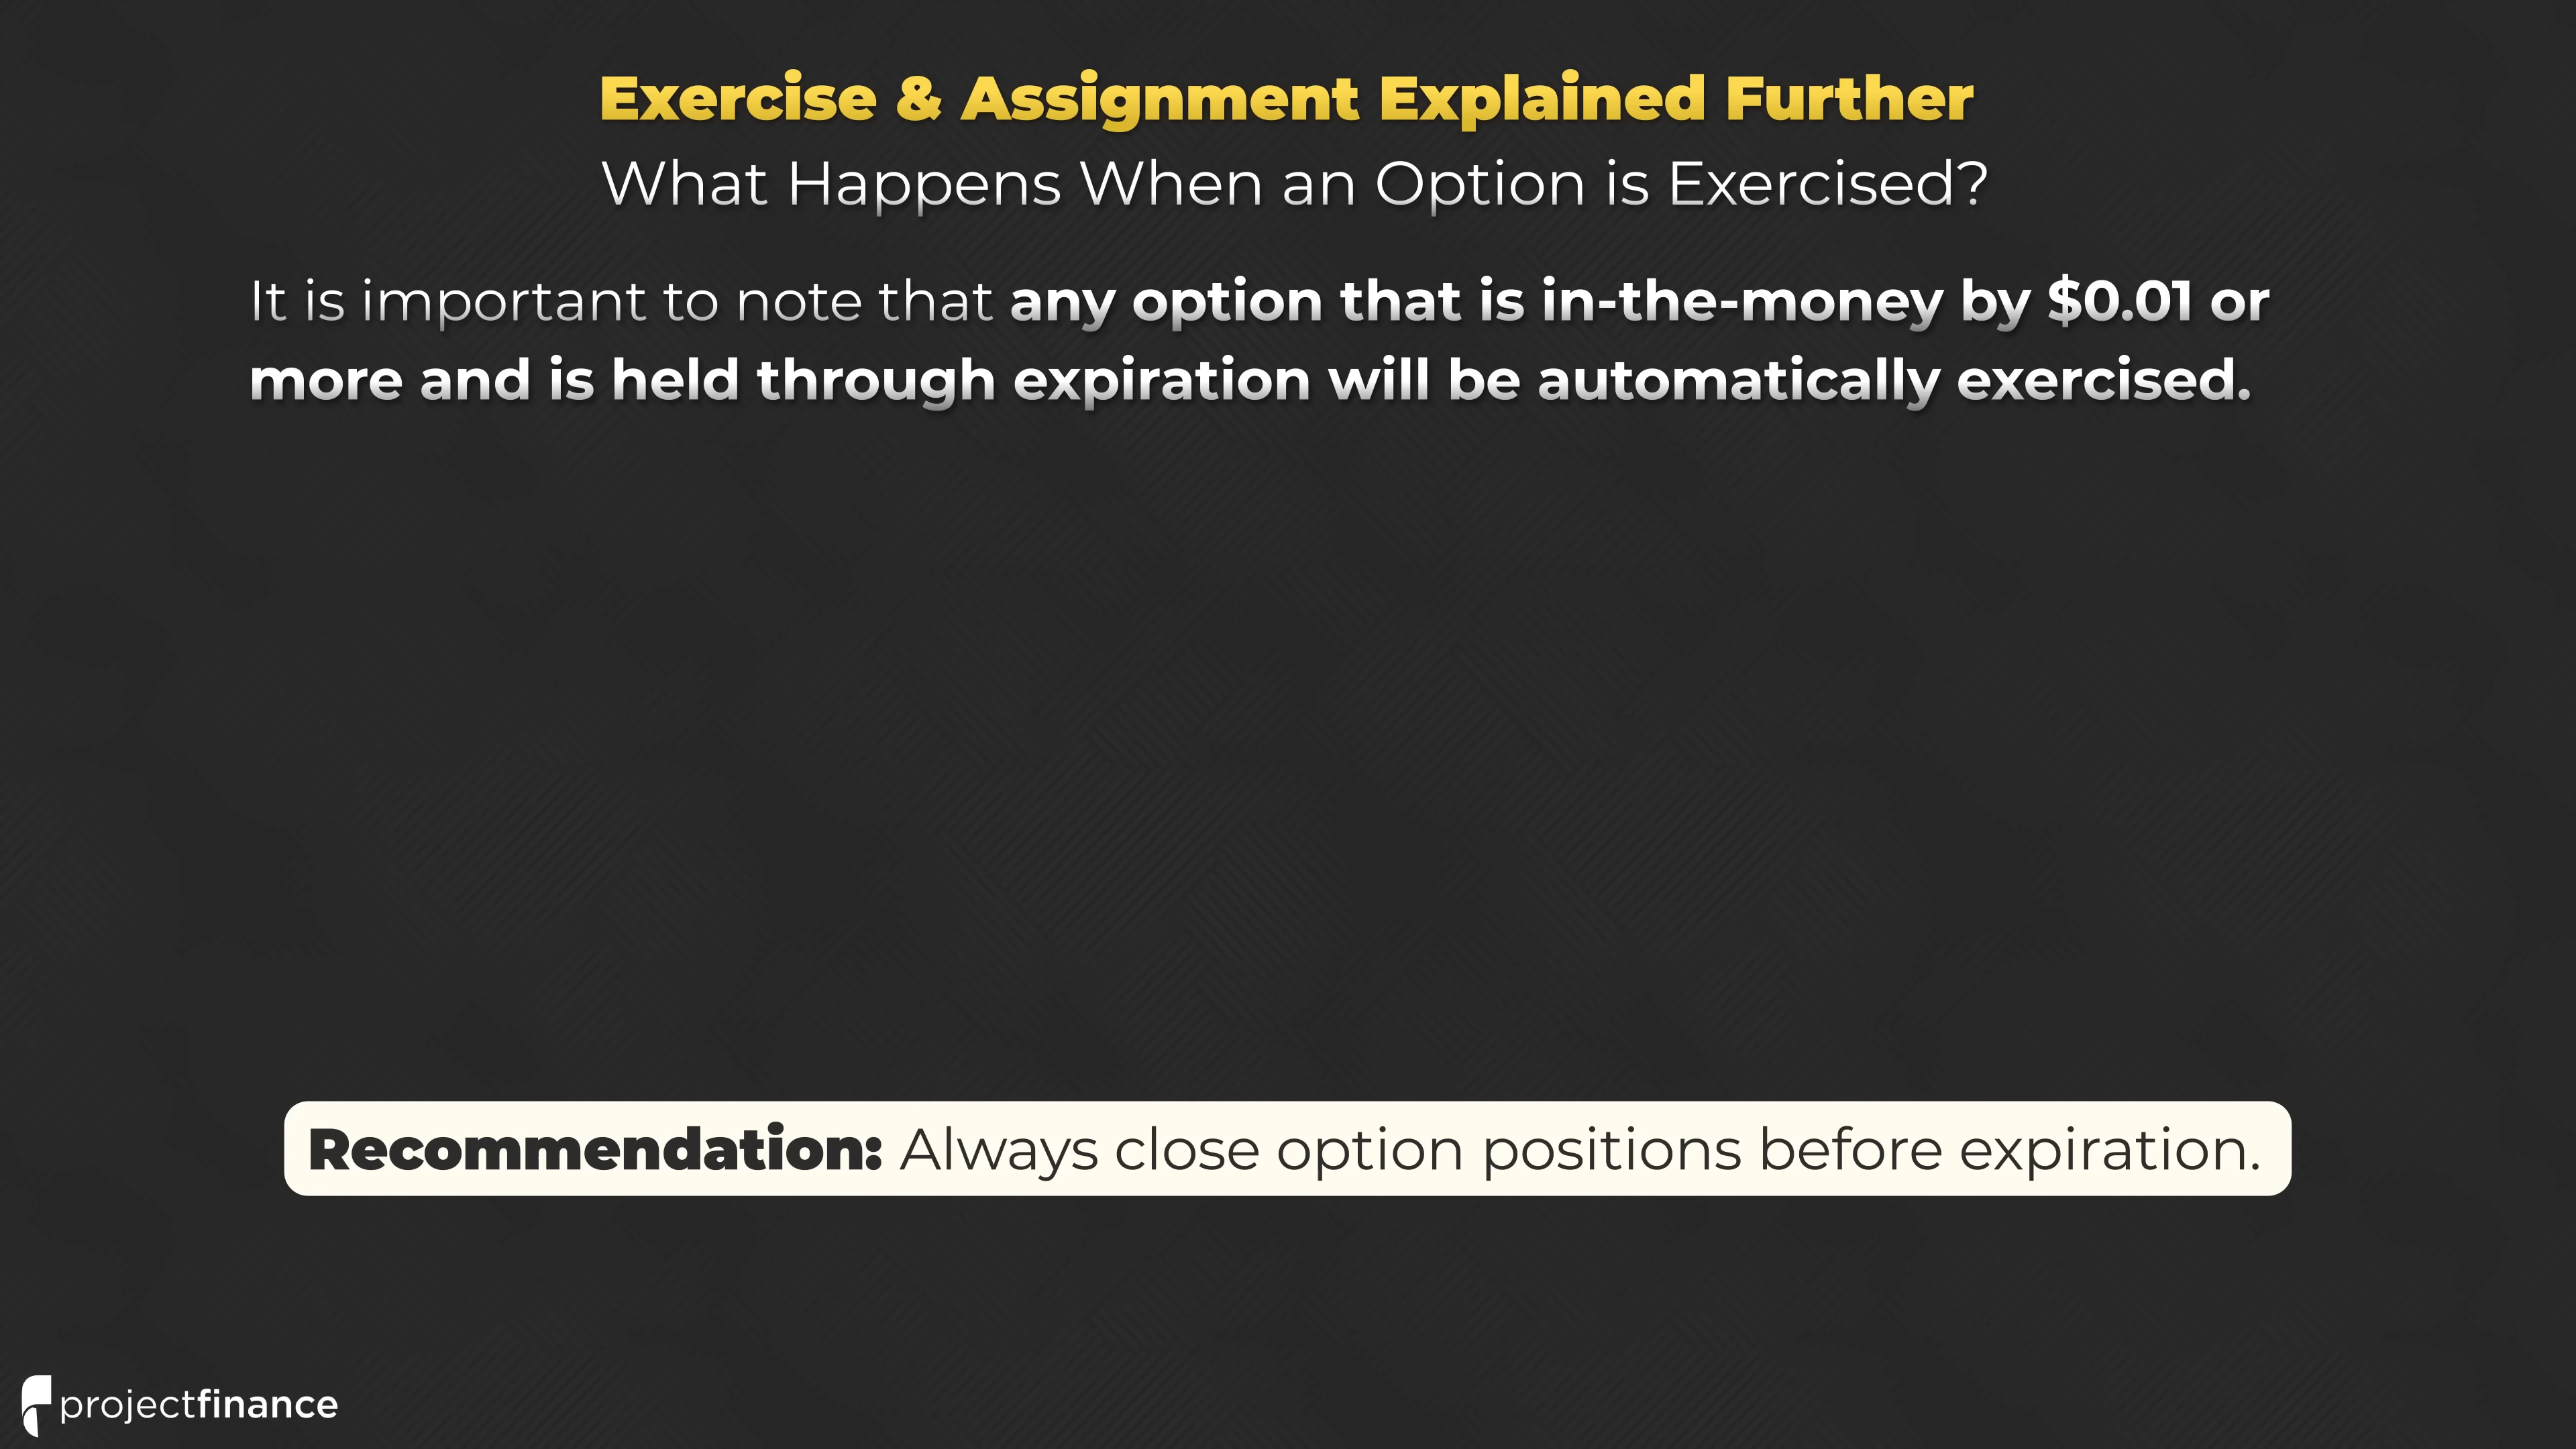 Exercise & Assignment Explained Further
What Happens When an Option is Exercised?
It is important to note that any option that is in-the-money by $0.01 or
more and is held through expiration will be automatically exercised.
Recommendation: Always close option positions before expiration.
projectfinance